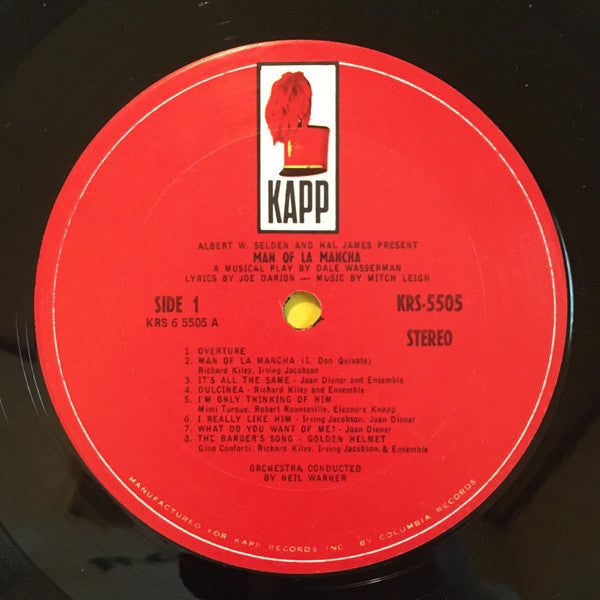 KAPP
ALBERT W. SELDEN AND HAL JAMES PRESENT
MAN OF LA MANCHA
A MUSICAL PLAY BY DALE WASSERMAN
LYRICS BY JOE DARION — MUSIC BY MITCH LEIGH
SIDE 1
KRS 6 5505 A
KRS-5505
STEREO
1. OVERTURE
2. MAN OF LA MANCHA (I, Don Quixote)
Richard Kiley, Irving Jacobson
3. IT'S ALL THE SAME - Joan Diener and Ensemble
4. DULCINEA - Richard Kiley and Ensemble
5. I'M ONLY THINKING OF HIM
Mimi Turque, Robert Rounseville, Eleanore Knapp
6. I REALLY LIKE HIM - Irving Jacobson, Joan Diener
7. WHAT DO YOU WANT OF ME? - Joan Diener
8. THE BARBER'S SONG - GOLDEN HELMET
Gino Conforti, Richard Kiley, Irving Jacobson, & Ensemble
ORCHESTRA CONDUCTED
BY NEIL WARNER
MANUFACTURED FOR KAPP RECORDS INC. BY COLUMBIA RECORDS